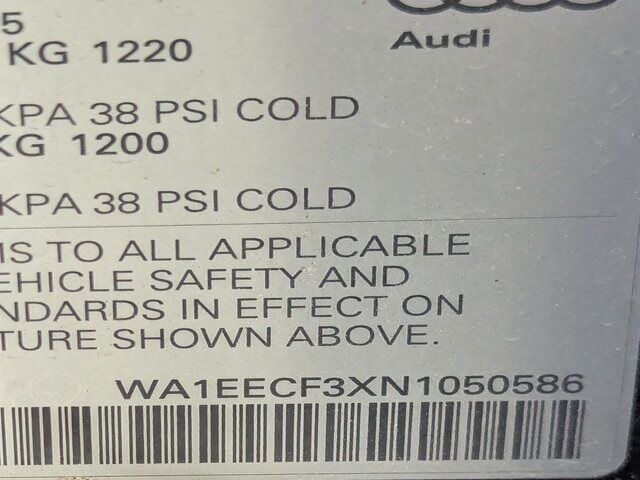 5
Audi
KG 1220
KPA 38 PSI COLD
KG 1200
KPA 38 PSI COLD
MS TO ALL APPLICABLE
EHICLE SAFETY AND
NDARDS IN EFFECT ON
TURE SHOWN ABOVE.
WA1EECF3XN1050586